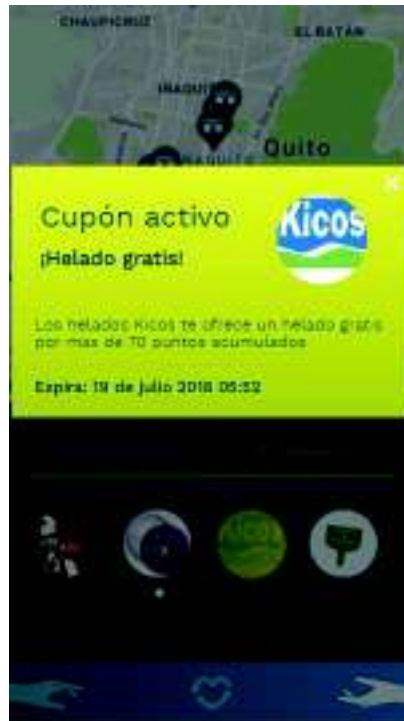 CHAUPICRUZ
EL BATÁN
IÑAQUITO
Quito
Cupón activo
¡Helado gratis!
Kicos
Los helados Kicos te ofrece un helado gratis
por mas de 70 puntos acumulados
Expira: 19 de julio 2018 05:52
Kicos